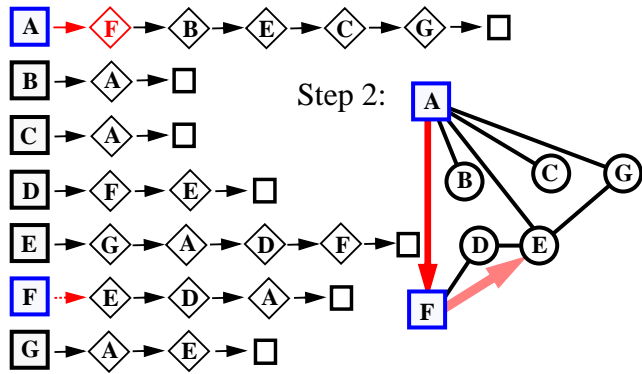 A F B E C G
B A
Step 2:
A
C A
B C G
D F E
E G A D F
D E
F E D A
F
G A E